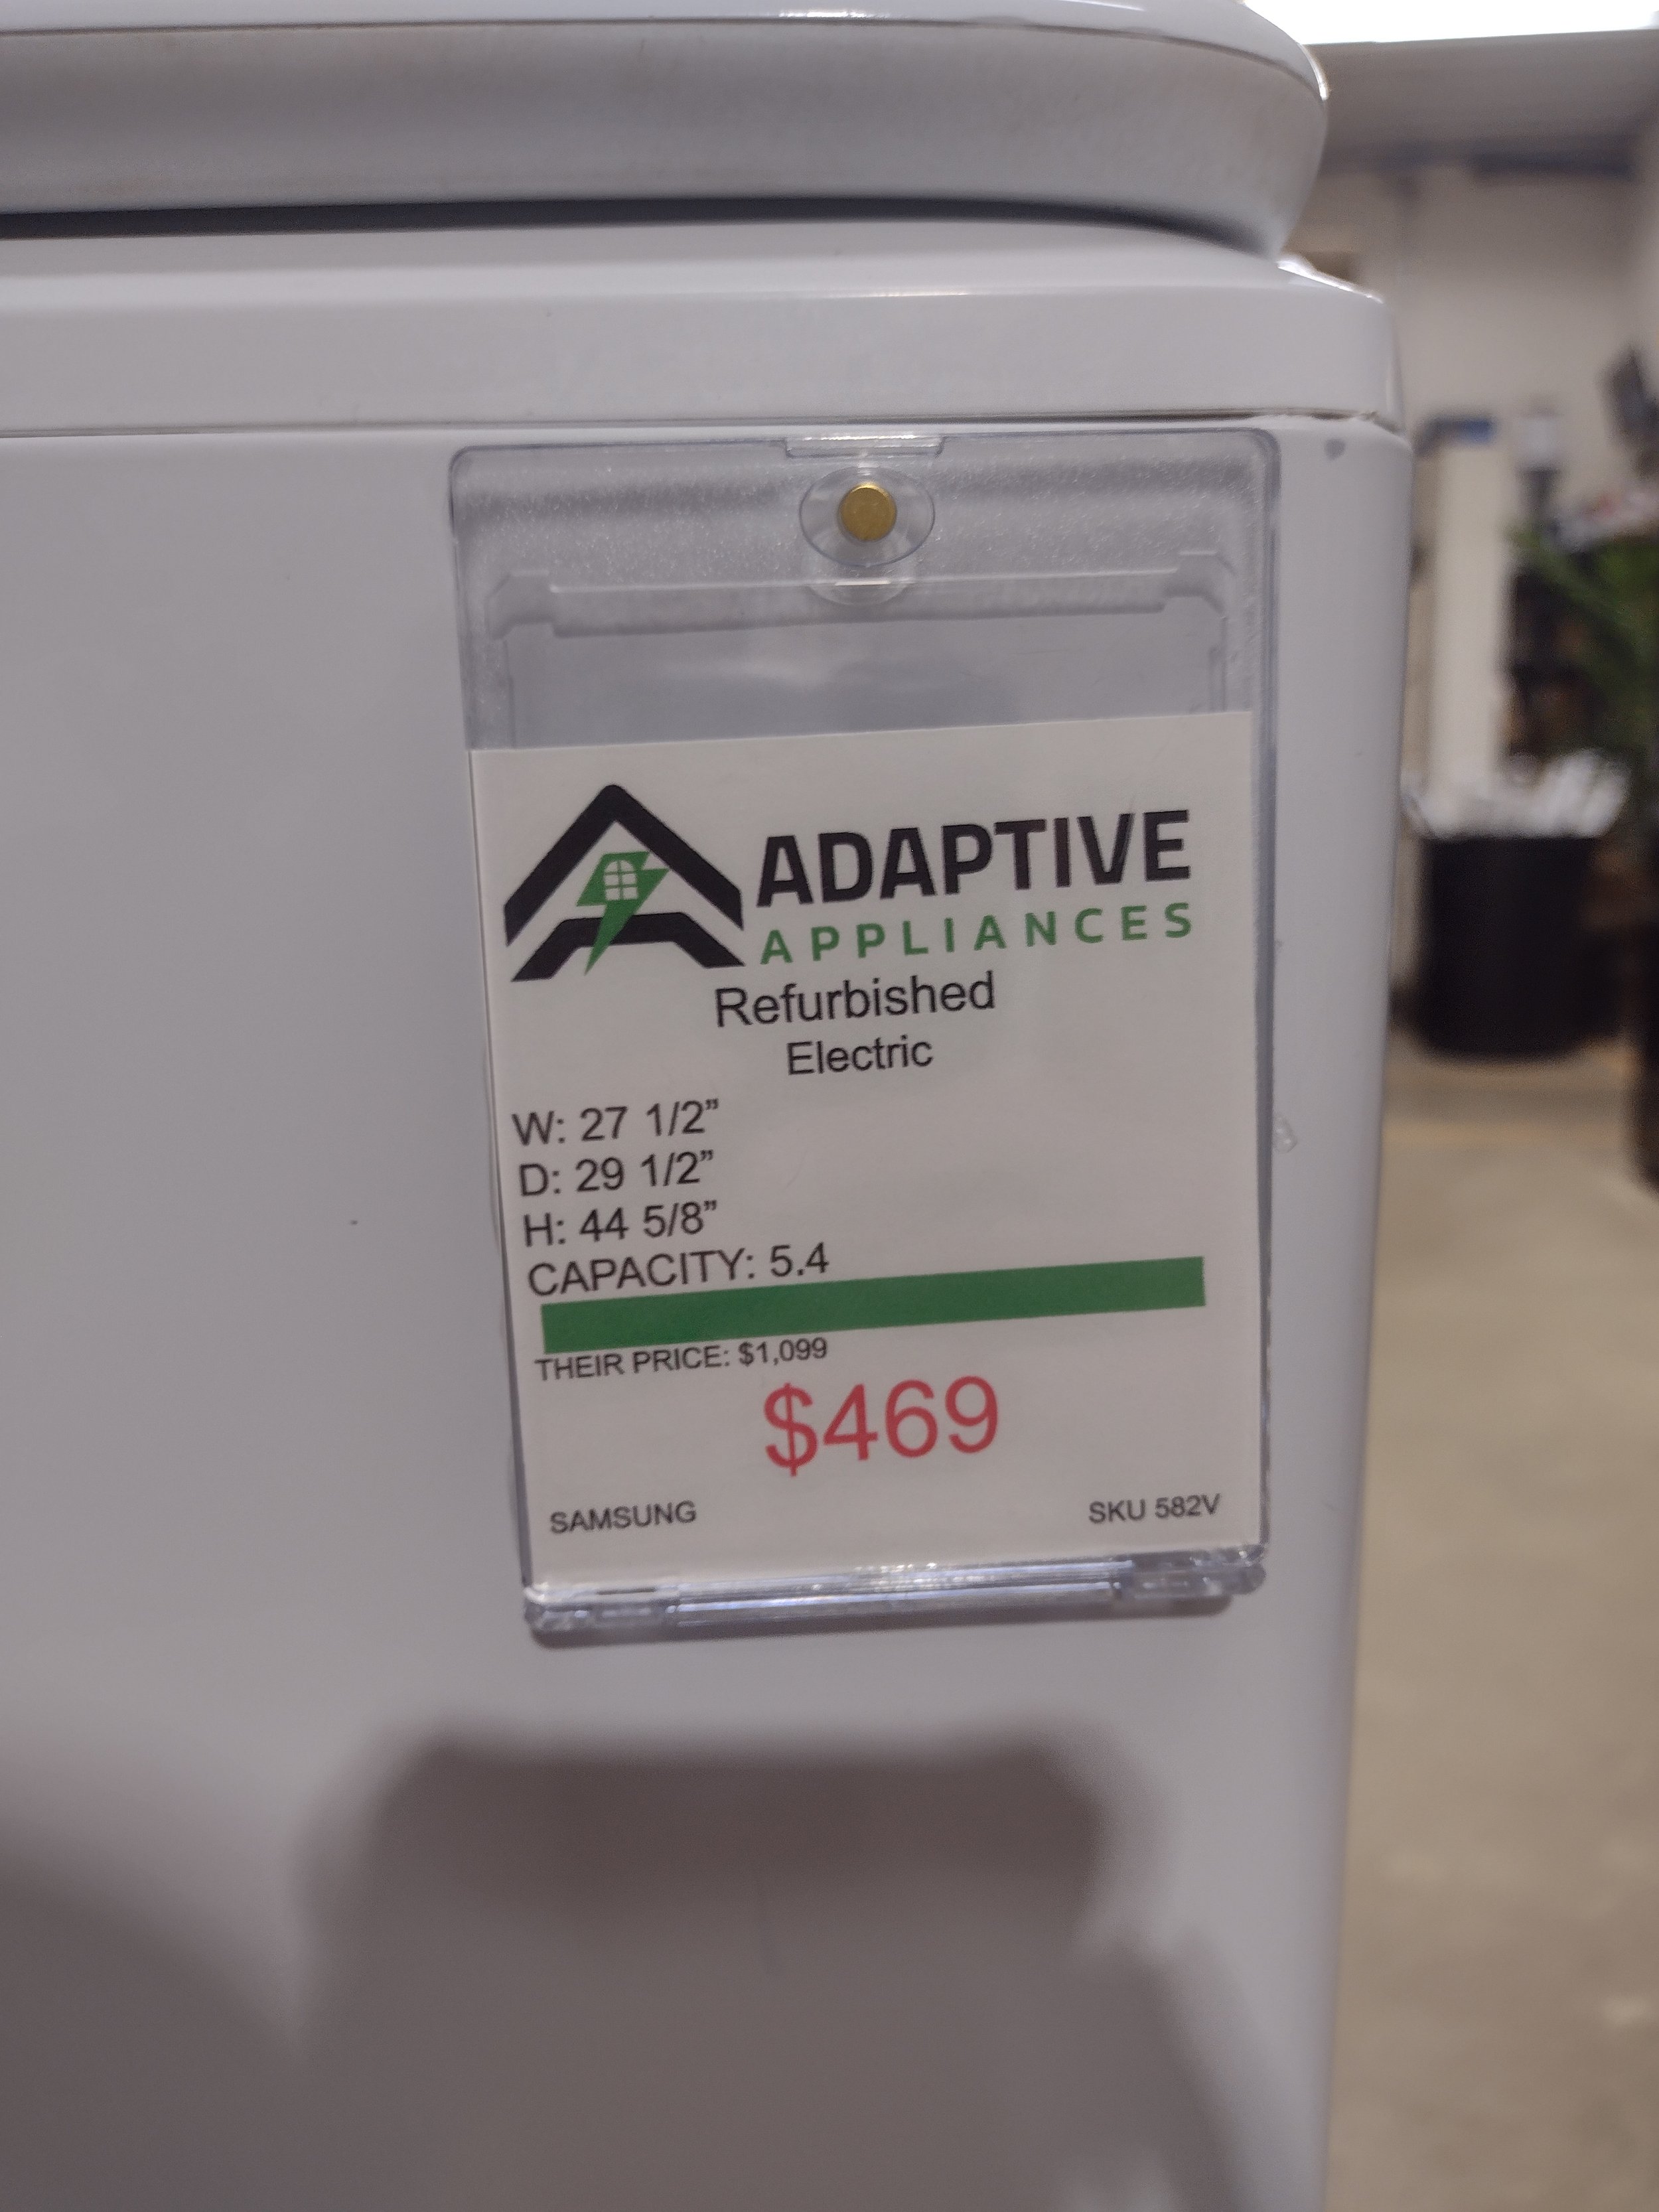 ADAPTIVE
APPLIANCES
Refurbished
Electric
W: 27 1/2”
D: 29 1/2”
H: 44 5/8”
CAPACITY: 5.4
THEIR PRICE: $1,099
$469
SAMSUNG SKU 582V